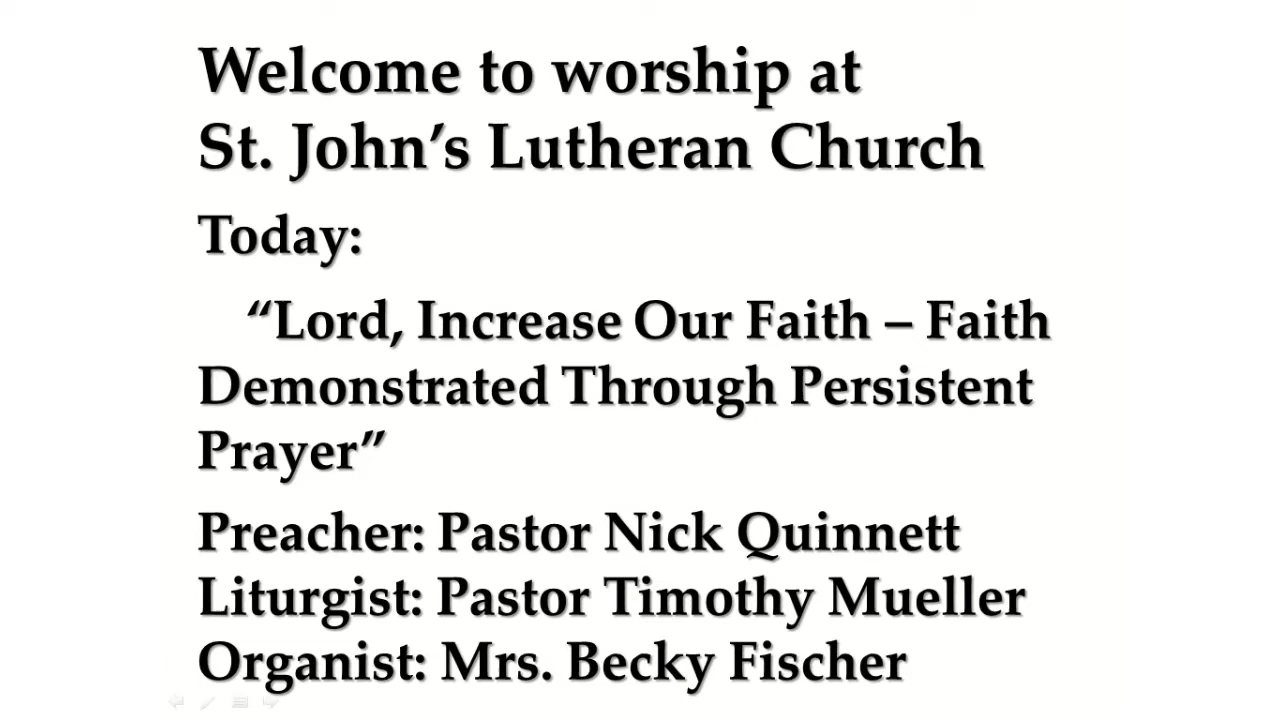 Welcome to worship at
St. John’s Lutheran Church
Today:
“Lord, Increase Our Faith – Faith
Demonstrated Through Persistent
Prayer”
Preacher: Pastor Nick Quinnett
Liturgist: Pastor Timothy Mueller
Organist: Mrs. Becky Fischer